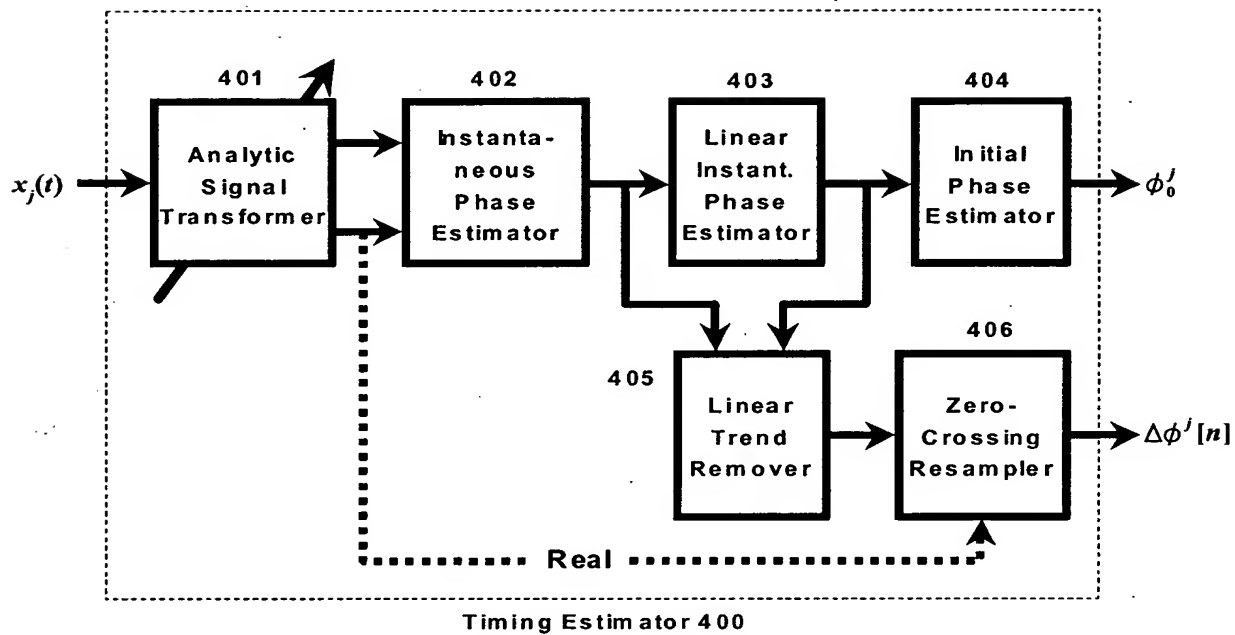 401
402
403
404
x_j(t)
Analytic
Signal
Transformer
Instanta-
neous
Phase
Estimator
Linear
Instant.
Phase
Estimator
Initial
Phase
Estimator
ϕ_0^j
405
406
Linear
Trend
Remover
Zero-
Crossing
Resampler
Δϕ^j[n]
Real
Timing Estimator 400